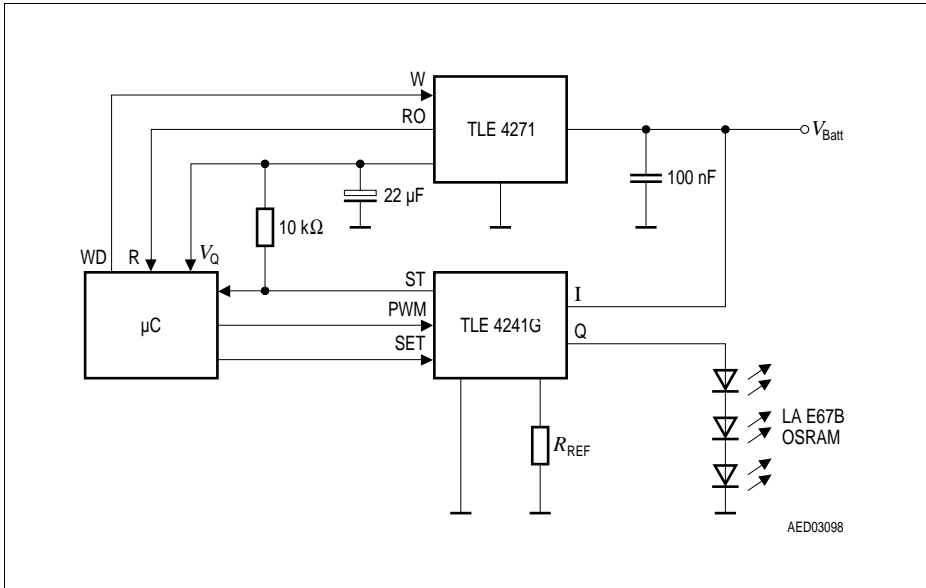 W
RO
TLE 4271
V_Batt
22 µF
100 nF
10 kΩ
WD
R
V_Q
µC
ST
PWM
SET
TLE 4241G
I
Q
R_REF
LA E67B
OSRAM
AED03098